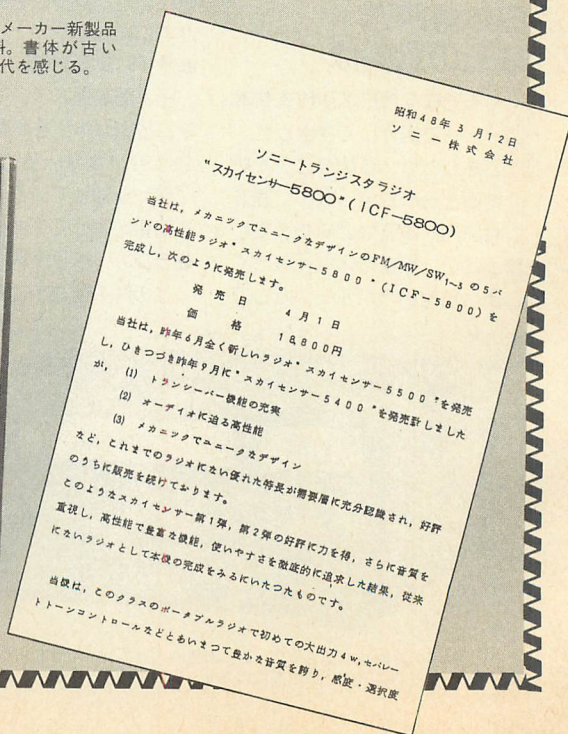 メーカー新製品
料。書体が古い
代を感じる。
昭和48年3月12日
ソニー株式会社
ソニートランジスタラジオ
“スカイセンサー5800”(ICF-5800)
当社は,メカニックでユニークなデザインのFM/MW/SW1~3の5バ
ンドの高性能ラジオ“スカイセンサー5800”(ICF-5800)を
完成し,次のように発売します。
発売日 4月1日
価格 18,800円
当社は,昨年6月全く新しいラジオ“スカイセンサー5500”を発売
し,ひきつづき昨年9月に“スカイセンサー5400”を発売計しました
が,(1) トランシーバー機能の充実
(2) オーディオに迫る高性能
(3) メカニックでユニークなデザイン
など,これまでのラジオにない優れた特長が需要層に充分認識され,好評
のうちに販売を続けております。
このようなスカイセンサー第1弾,第2弾の好評に力を得,さらに音質を
重視し,高性能で豊富な機能,使いやすさを徹底的に追求した結果,従来
にないラジオとして本機の完成をみるにいたつたものです。
当機は,このクラスのポータブルラジオで初めての大出力4w,セパレー
トトーンコントロールなどともいまつて豊かな音質を誇り,感度・選択度